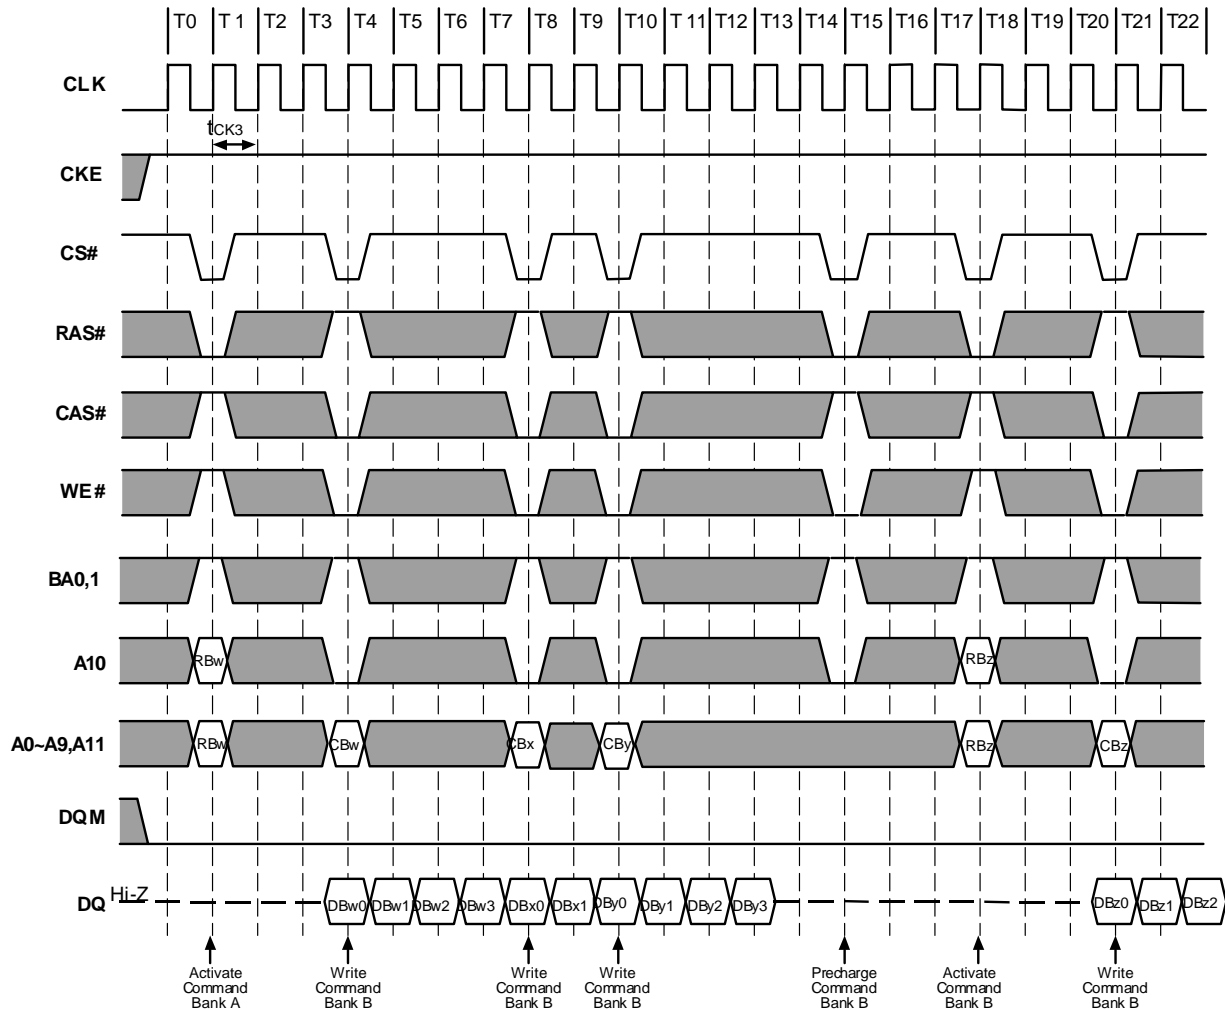 T0 T 1 T2 T3 T4 T5 T6 T7 T8 T9 T10 T 11 T12 T13 T14 T15 T16 T17 T18 T19 T20 T21 T22
CLK
tCK3
CKE
CS#
RAS#
CAS#
WE#
BA0,1
A10 RBw RBz
A0~A9,A11 RBw CBw CBx CBy RBz CBz
DQM
DQ Hi-Z DBw0 DBw1 DBw2 DBw3 DBx0 DBx1 DBy0 DBy1 DBy2 DBy3 DBz0 DBz1 DBz2
Activate Write Write Write Precharge Activate Write
Command Command Command Command Command Command Command
Bank A Bank B Bank B Bank B Bank B Bank B Bank B